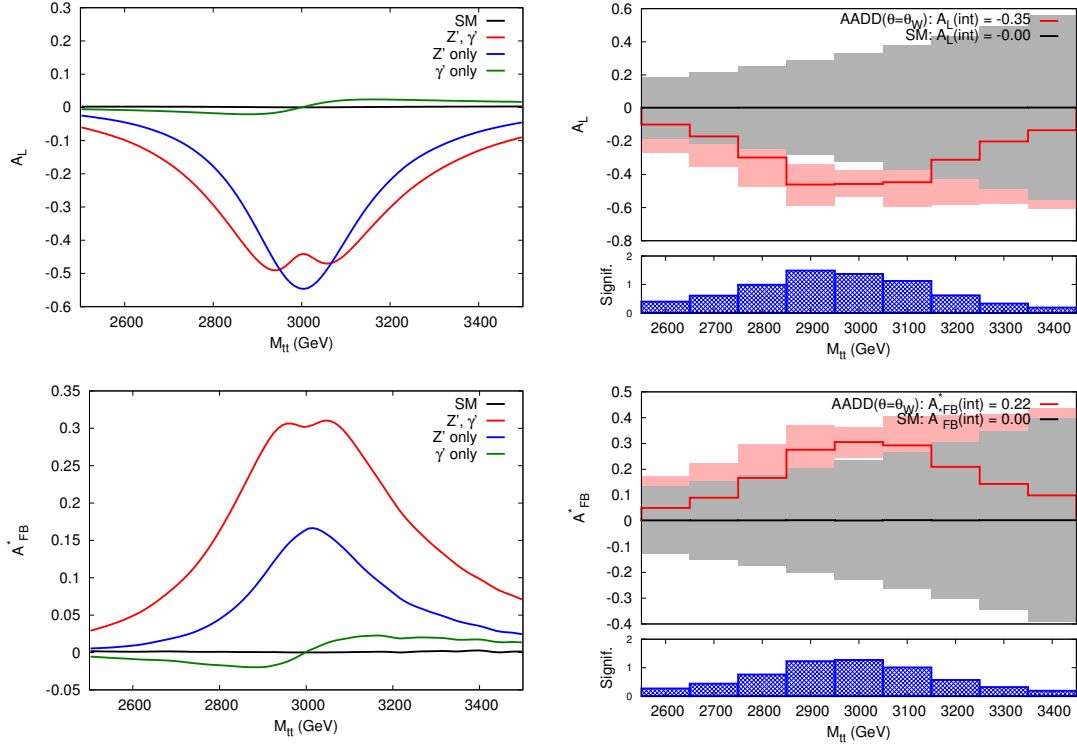 0.3
0.2
0.1
0
-0.1
-0.2
-0.3
-0.4
-0.5
-0.6
A_L
SM
Z', γ'
Z' only
γ' only
2600 2800 3000 3200 3400
M_tt (GeV)
0.6
0.4
0.2
0
-0.2
-0.4
-0.6
-0.8
A_L
AADD(θ=θ_W): A_L(int) = -0.35
SM: A_L(int) = -0.00
2
1
0
Signif.
2600 2700 2800 2900 3000 3100 3200 3300 3400
M_tt (GeV)
0.35
0.3
0.25
0.2
0.15
0.1
0.05
0
-0.05
A^*_FB
SM
Z', γ'
Z' only
γ' only
2600 2800 3000 3200 3400
M_tt (GeV)
0.5
0.4
0.3
0.2
0.1
0
-0.1
-0.2
-0.3
-0.4
A^*_FB
AADD(θ=θ_W): A^*_FB(int) = 0.22
SM: A^*_FB(int) = 0.00
2
1
0
Signif.
2600 2700 2800 2900 3000 3100 3200 3300 3400
M_tt (GeV)